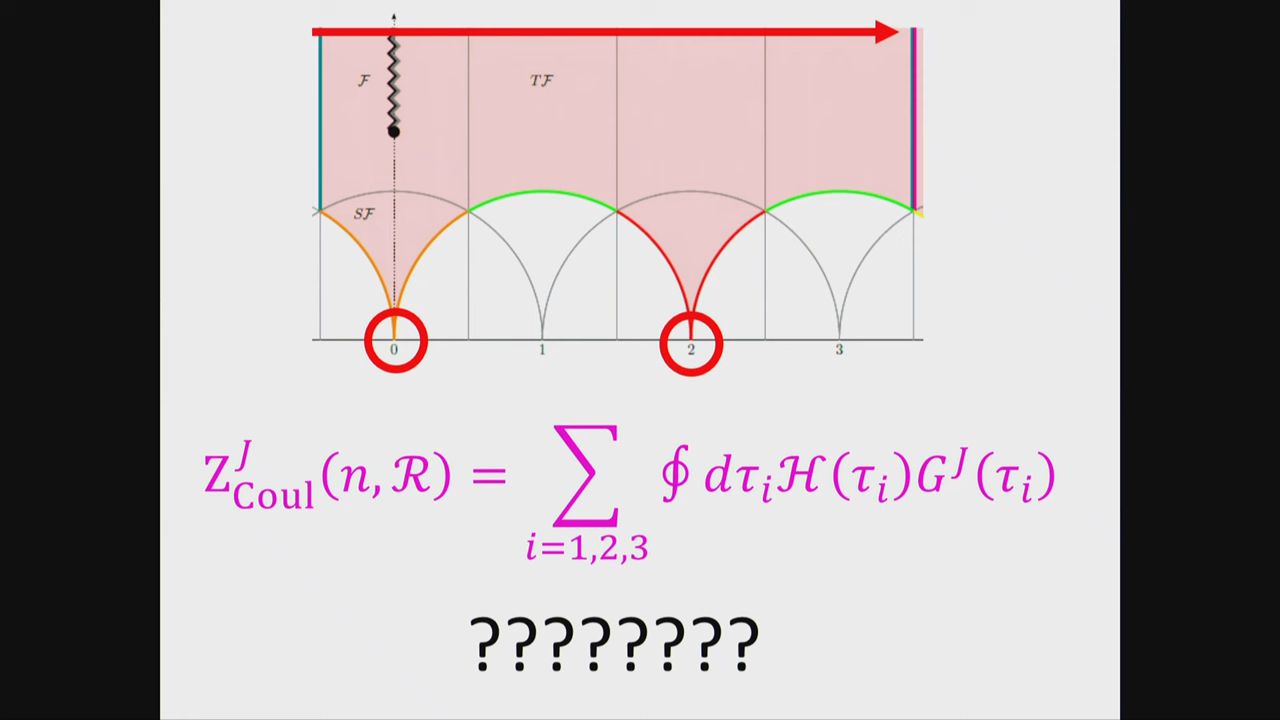 𝓕 T𝓕
S𝓕
0 1 2 3
Z^J_Coul(n, ℛ) = ∑_{i=1,2,3} ∮ dτ_i ℋ(τ_i) G^J(τ_i)
????????